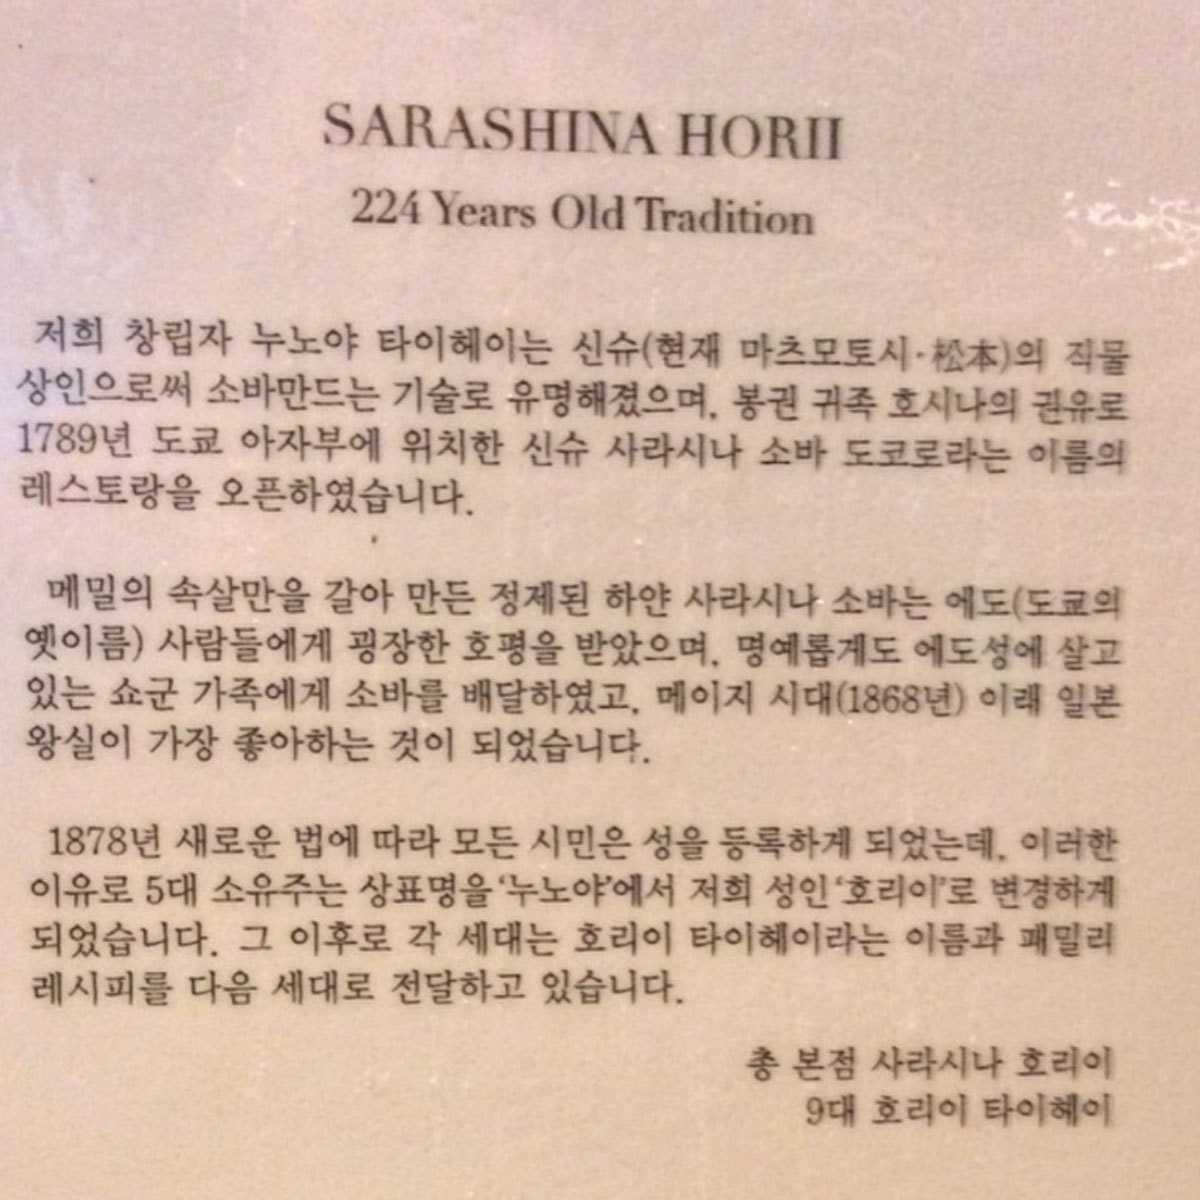 SARASHINA HORII
224 Years Old Tradition
저희 창립자 누노야 타이헤이는 신슈(현재 마츠모토시·松本)의 직물
상인으로써 소바만드는 기술로 유명해졌으며, 봉권 귀족 호시나의 권유로
1789년 도쿄 아자부에 위치한 신슈 사라시나 소바 도코로라는 이름의
레스토랑을 오픈하였습니다.
메밀의 속살만을 갈아 만든 정제된 하얀 사라시나 소바는 에도(도쿄의
옛이름) 사람들에게 굉장한 호평을 받았으며, 명예롭게도 에도성에 살고
있는 쇼군 가족에게 소바를 배달하였고, 메이지 시대(1868년) 이래 일본
왕실이 가장 좋아하는 것이 되었습니다.
1878년 새로운 법에 따라 모든 시민은 성을 등록하게 되었는데, 이러한
이유로 5대 소유주는 상표명을 '누노야'에서 저희 성인 '호리이'로 변경하게
되었습니다. 그 이후로 각 세대는 호리이 타이헤이라는 이름과 패밀리
레시피를 다음 세대로 전달하고 있습니다.
총 본점 사라시나 호리이
9대 호리이 타이헤이